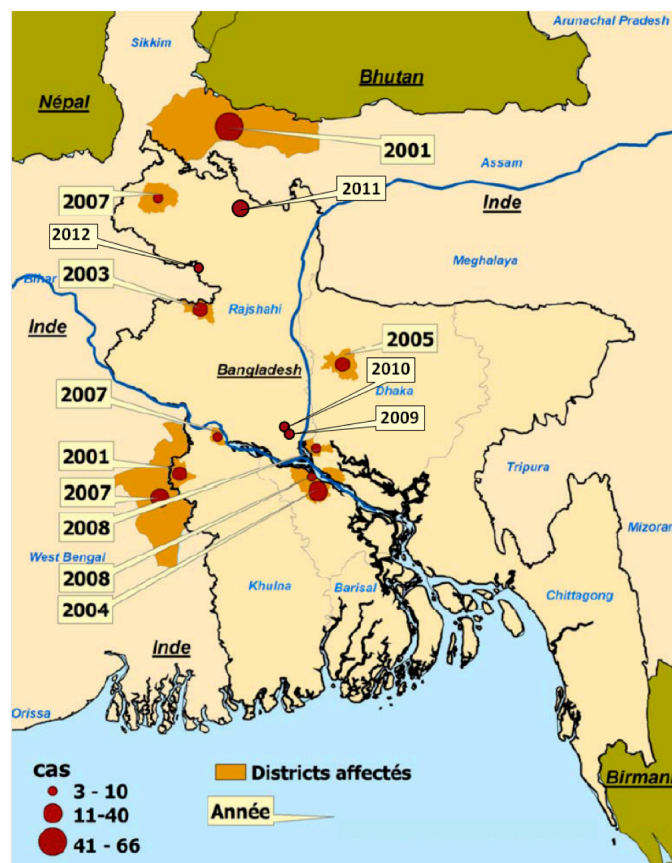 Arunachal Pradesh
Sikkim
Bhutan
Népal
2001
Assam
2007
2011
Inde
2012
Meghalaya
2003
Bihar
Rajshahi
Inde
2005
Bangladesh
2010
Dhaka
2007
2009
2001
Tripura
2007
2008
Mizoram
West Bengal
2008
Khulna
Barisal
Chittagong
2004
Inde
Orissa
cas
Districts affectés
Birmani
3 - 10
11-40
Année
41 - 66